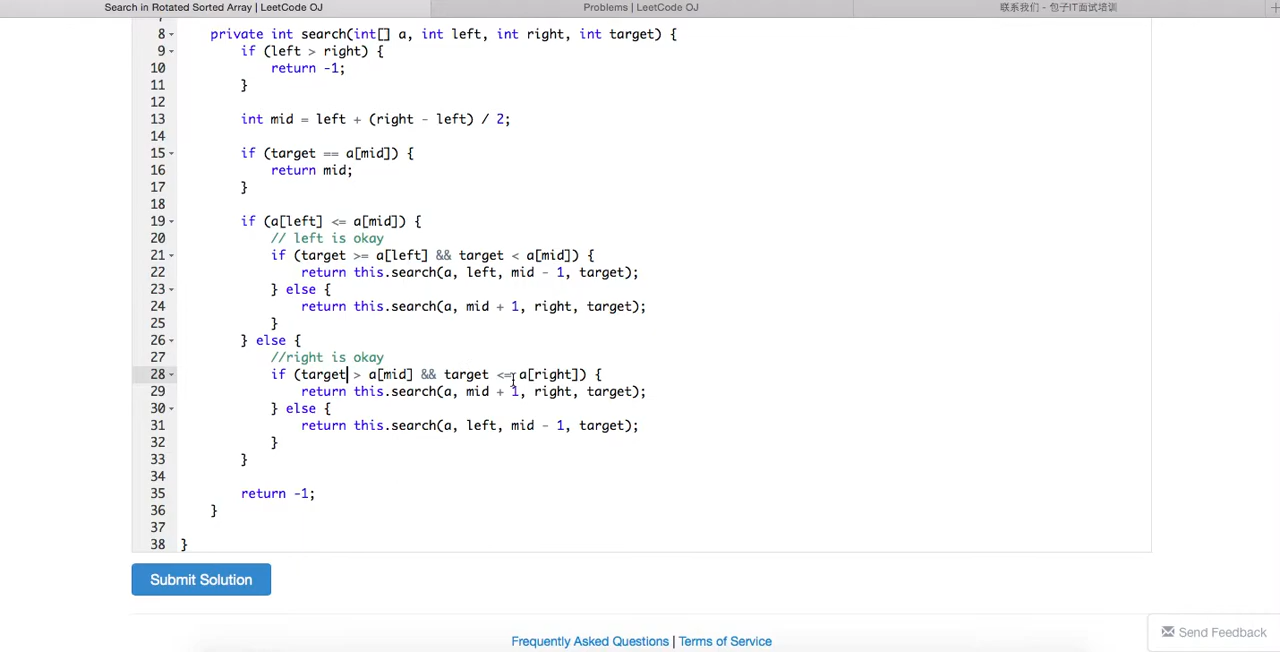 Search in Rotated Sorted Array | LeetCode OJ
Problems | LeetCode OJ
联系我们 - 包子IT面试培训
8 private int search(int[] a, int left, int right, int target) {
9 if (left > right) {
10 return -1;
11 }
12
13 int mid = left + (right - left) / 2;
14
15 if (target == a[mid]) {
16 return mid;
17 }
18
19 if (a[left] <= a[mid]) {
20 // left is okay
21 if (target >= a[left] && target < a[mid]) {
22 return this.search(a, left, mid - 1, target);
23 } else {
24 return this.search(a, mid + 1, right, target);
25 }
26 } else {
27 //right is okay
28 if (target > a[mid] && target <= a[right]) {
29 return this.search(a, mid + 1, right, target);
30 } else {
31 return this.search(a, left, mid - 1, target);
32 }
33 }
34
35 return -1;
36 }
37
38 }
Submit Solution
Frequently Asked Questions | Terms of Service
Send Feedback